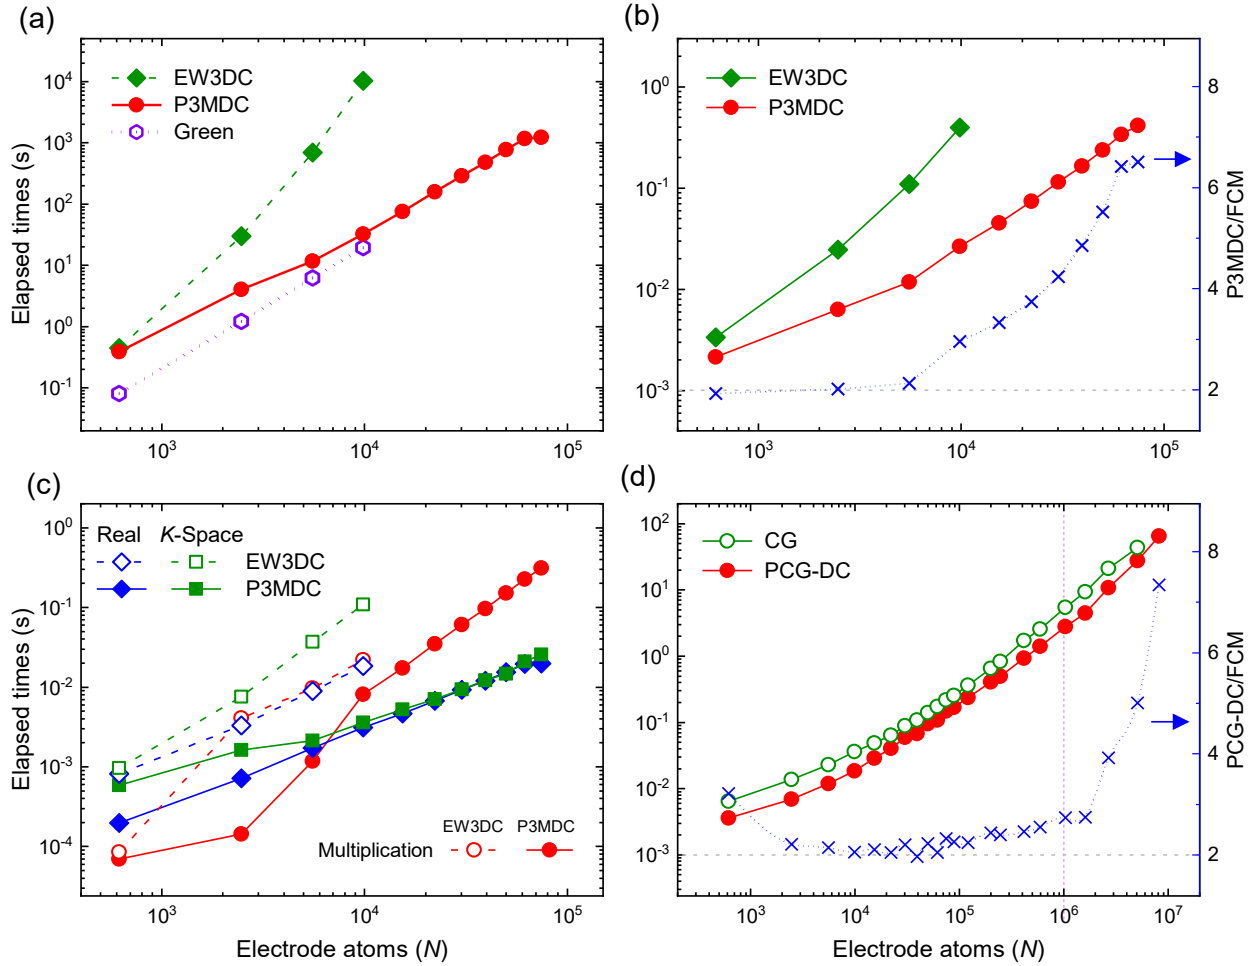 (a)
EW3DC
P3MDC
Green
Elapsed times (s)
10^4
10^3
10^2
10^1
10^0
10^-1
10^3
10^4
10^5
(b)
EW3DC
P3MDC
10^0
10^-1
10^-2
10^-3
8
6
4
2
P3MDC/FCM
10^3
10^4
10^5
(c)
Real K-Space
EW3DC
P3MDC
Elapsed times (s)
10^0
10^-1
10^-2
10^-3
10^-4
EW3DC P3MDC
Multiplication
10^3
10^4
10^5
Electrode atoms (N)
(d)
CG
PCG-DC
10^2
10^1
10^0
10^-1
10^-2
10^-3
8
6
4
2
PCG-DC/FCM
10^3
10^4
10^5
10^6
10^7
Electrode atoms (N)